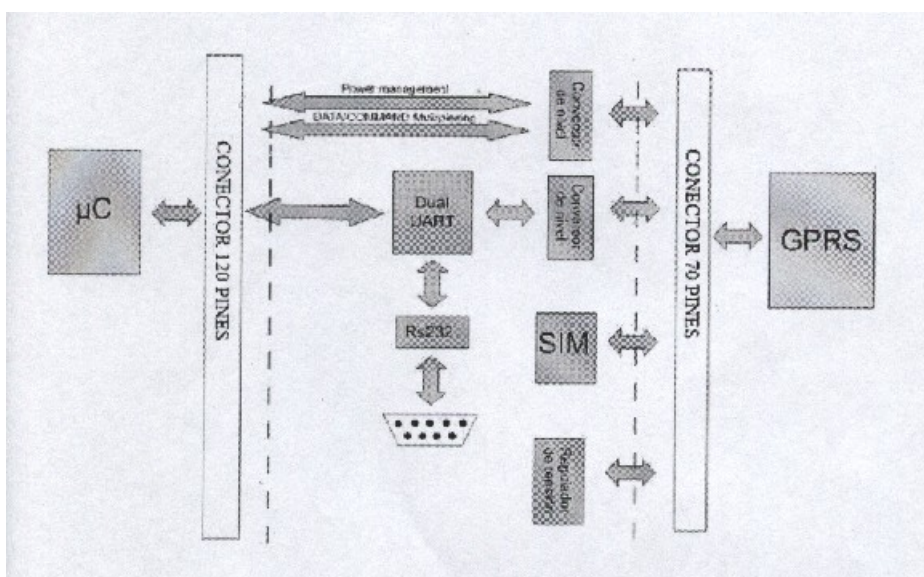 Power management
DATA/COMMAND Multiplexing
Conversor
de nivel
µC
CONECTOR 120 PINES
Dual
UART
Conversor
de nivel
CONECTOR 70 PINES
GPRS
Rs232
SIM
Regulador
de tensión